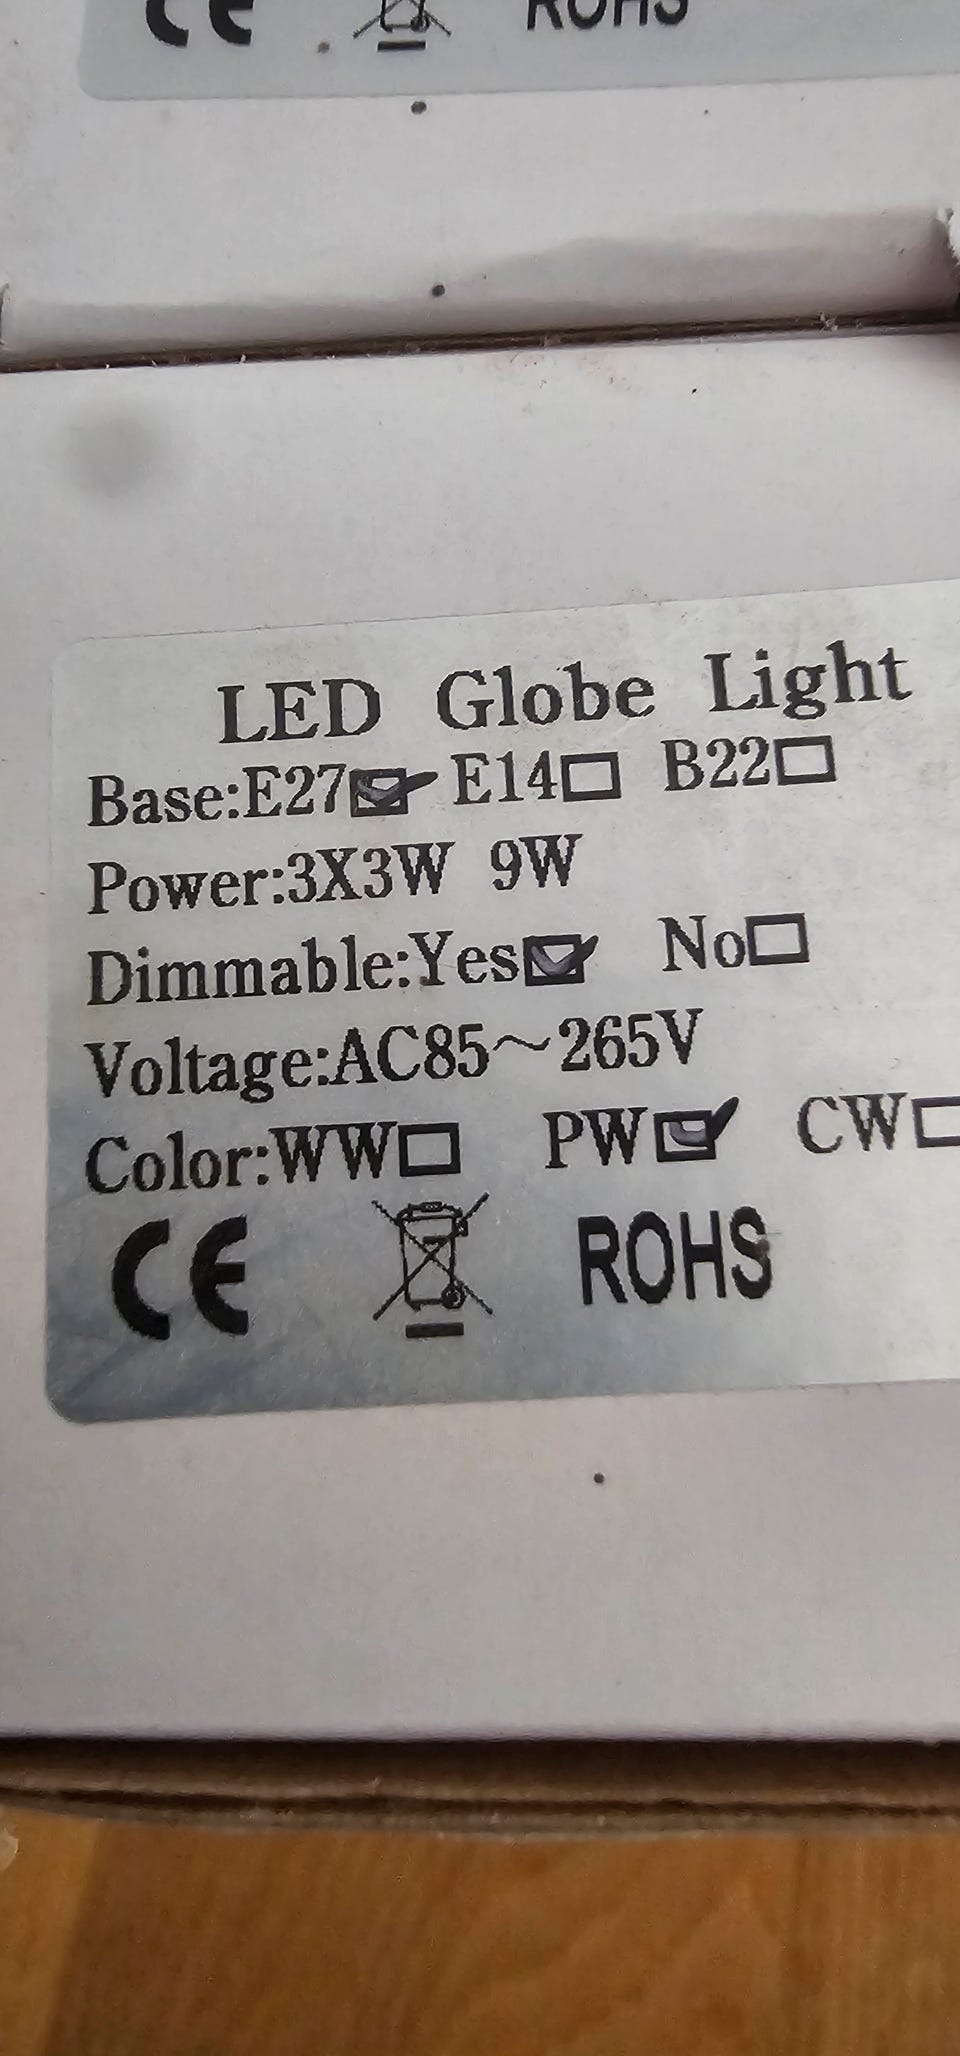 CE ROHS
LED Globe Light
Base:E27☑ E14☐ B22☐
Power:3X3W 9W
Dimmable:Yes☑ No☐
Voltage:AC85～265V
Color:WW☐ PW☑ CW☐
CE ROHS